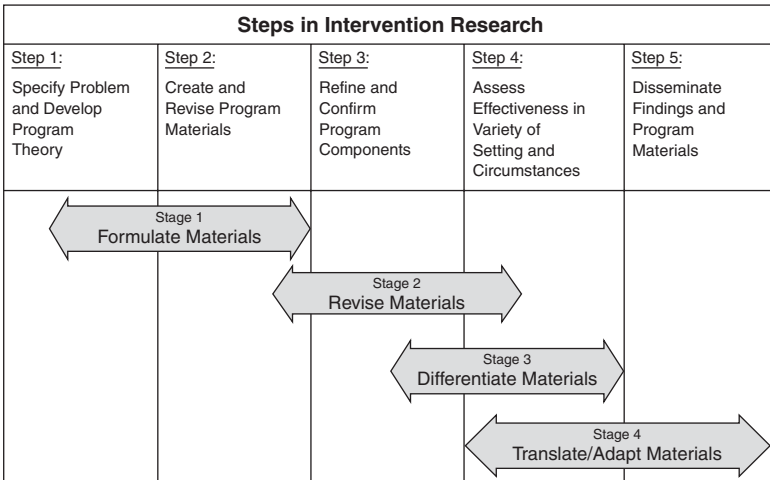 Steps in Intervention Research
Step 1:
Specify Problem
and Develop
Program
Theory
Step 2:
Create and
Revise Program
Materials
Step 3:
Refine and
Confirm
Program
Components
Step 4:
Assess
Effectiveness in
Variety of
Setting and
Circumstances
Step 5:
Disseminate
Findings and
Program
Materials
Stage 1
Formulate Materials
Stage 2
Revise Materials
Stage 3
Differentiate Materials
Stage 4
Translate/Adapt Materials